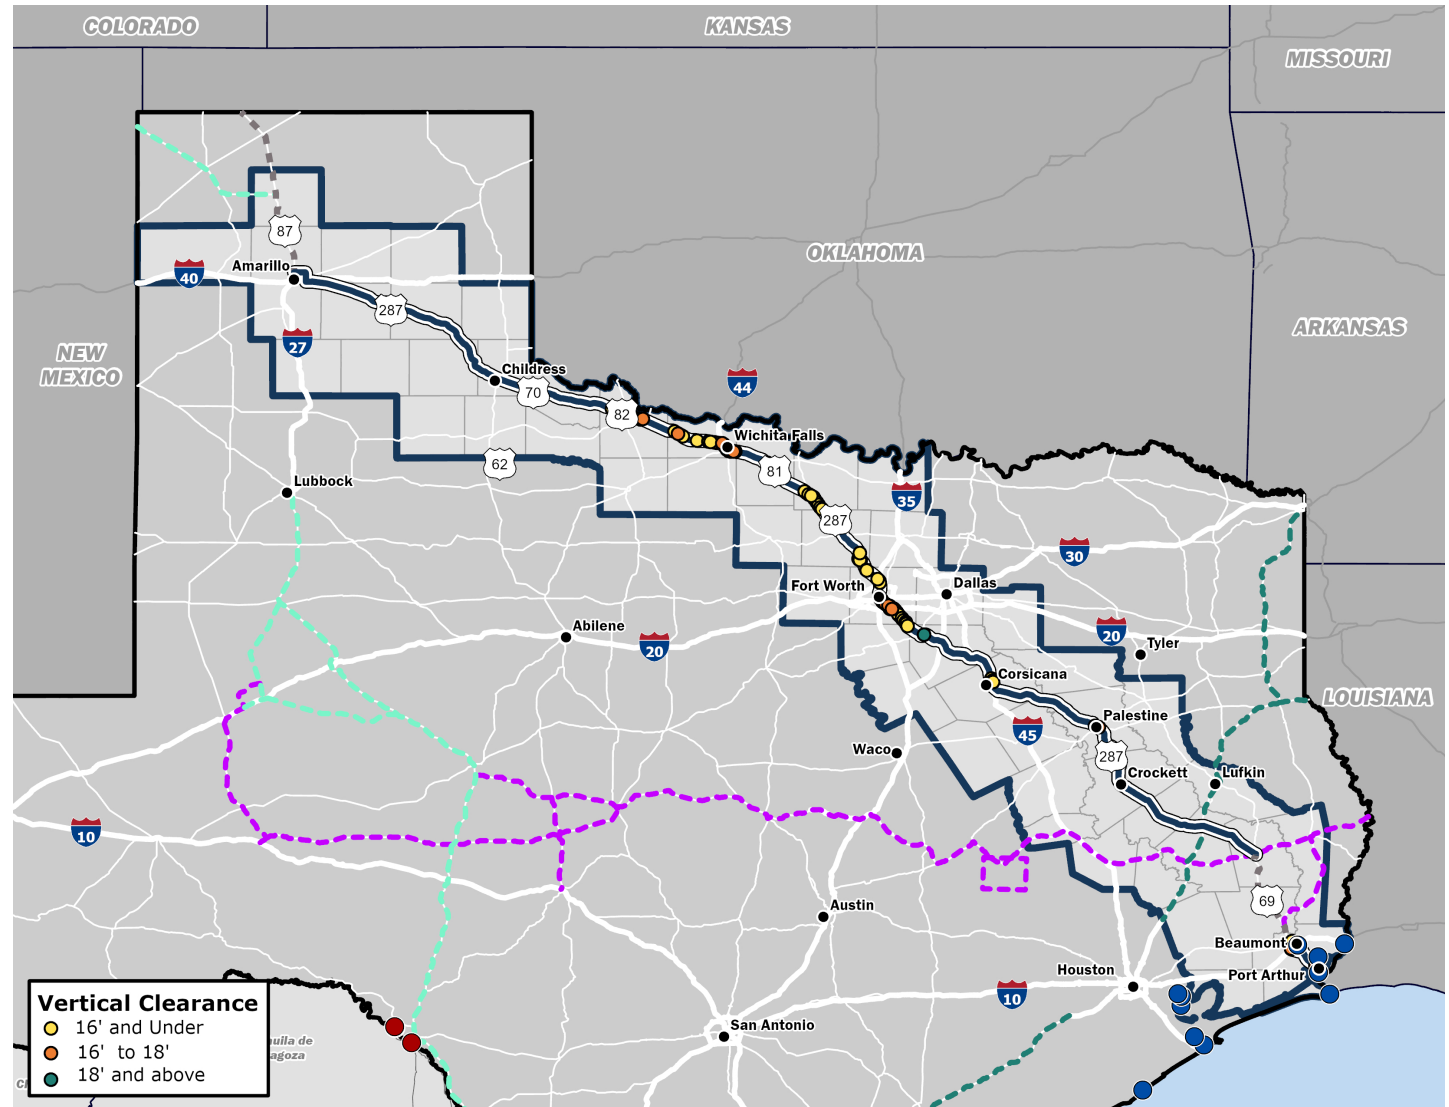 COLORADO
KANSAS
MISSOURI
87
OKLAHOMA
Amarillo
40
287
ARKANSAS
27
NEW
MEXICO
Childress
44
70
82
Wichita Falls
62
81
Lubbock
35
287
30
Fort Worth
Dallas
Abilene
20
20
Tyler
Corsicana
LOUISIANA
Palestine
45
Waco
287
Crockett
Lufkin
10
69
Austin
Beaumont
Houston
Port Arthur
10
San Antonio
Vertical Clearance
16' and Under
16' to 18'
18' and above
uila de
agoza